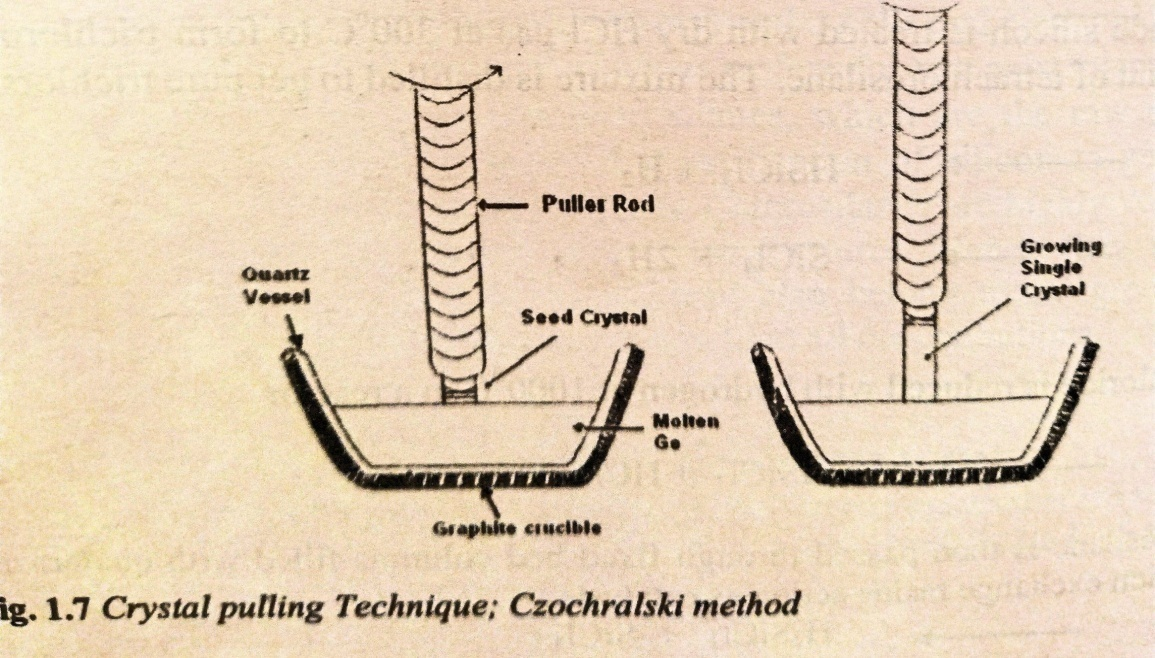 Puller Rod
Quartz
Vessel
Seed Crystal
Molten
Ge
Graphite crucible
Growing
Single
Crystal
ig. 1.7 Crystal pulling Technique; Czochralski method